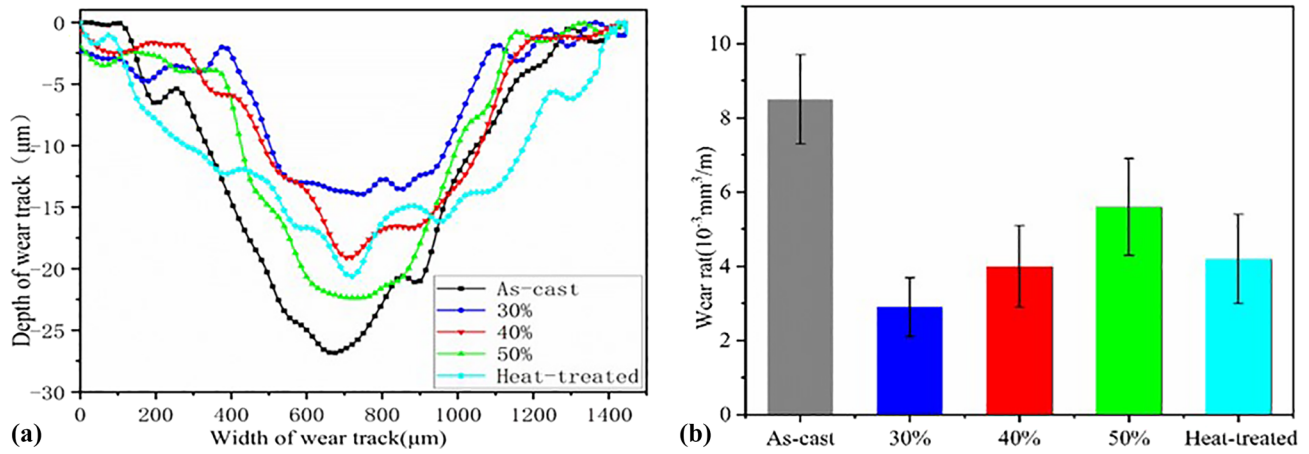 0
-5
-10
-15
-20
-25
-30
Depth of wear track (μm)
As-cast
30%
40%
50%
Heat-treated
0 200 400 600 800 1000 1200 1400
Width of wear track(μm)
(a)
10
8
6
4
2
0
Wear rat(10⁻³mm³/m)
As-cast 30% 40% 50% Heat-treated
(b)